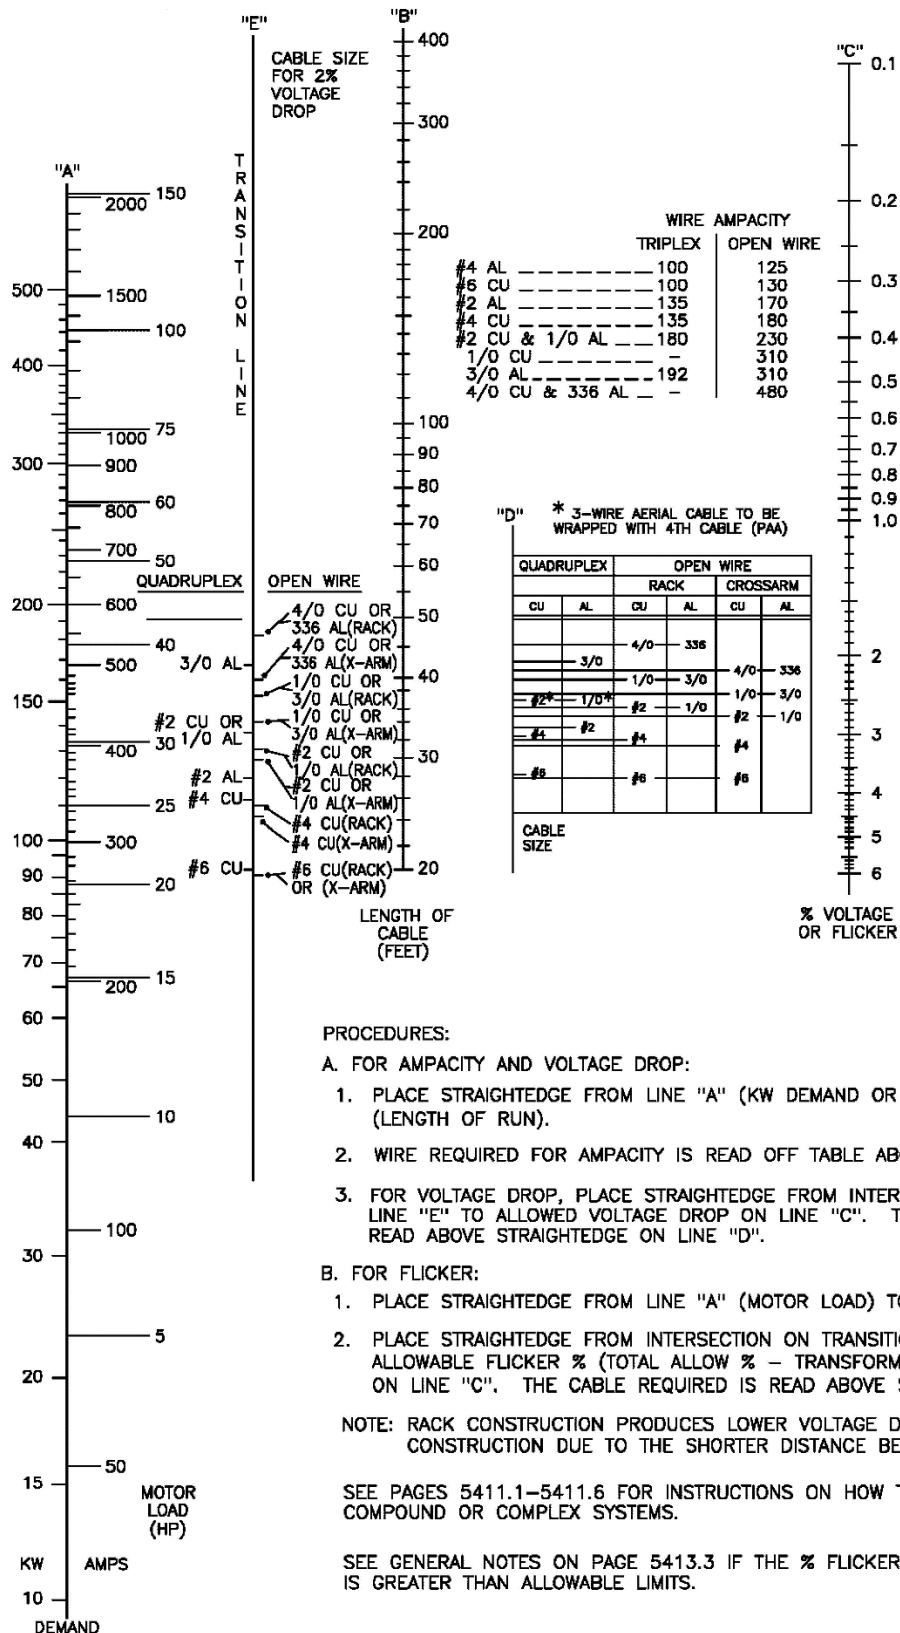 "A"
"E"
"B"
"C"
CABLE SIZE
FOR 2%
VOLTAGE
DROP
TRANSITION LINE
400
300
200
100
90
80
70
60
50
40
30
20
LENGTH OF
CABLE
(FEET)
0.1
0.2
0.3
0.4
0.5
0.6
0.7
0.8
0.9
1.0
2
3
4
5
6
% VOLTAGE
OR FLICKER
150
2000
500
1500
100
400
75
1000
300
900
60
800
700
50
200
600
40
500
150
30
400
25
100
300
90
20
80
70
15
200
60
50
10
40
100
30
5
20
50
15
MOTOR
LOAD
(HP)
KW AMPS
10
DEMAND
WIRE AMPACITY
TRIPLEX OPEN WIRE
#4 AL 100 125
#6 CU 100 130
#2 AL 135 170
#4 CU 135 180
#2 CU & 1/0 AL 180 230
1/0 CU - 310
3/0 AL 192 310
4/0 CU & 336 AL - 480
QUADRUPLEX OPEN WIRE
4/0 CU OR
336 AL(RACK)
4/0 CU OR
3/0 AL 336 AL(X-ARM)
1/0 CU OR
3/0 AL(RACK)
#2 CU OR 1/0 CU OR
1/0 AL 3/0 AL(X-ARM)
#2 CU OR
1/0 AL(RACK)
#2 AL #2 CU OR
#4 CU 1/0 AL(X-ARM)
#4 CU(RACK)
#4 CU(X-ARM)
#6 CU #6 CU(RACK)
OR (X-ARM)
"D" * 3-WIRE AERIAL CABLE TO BE
WRAPPED WITH 4TH CABLE (PAA)
QUADRUPLEX OPEN WIRE
RACK CROSSARM
CU AL CU AL CU AL
4/0 336
3/0 4/0 336
1/0 3/0
#2* 1/0* 1/0 3/0
#2 1/0 #2 1/0
#2
#4 #4 #4
#6 #6 #6
CABLE
SIZE
PROCEDURES:
A. FOR AMPACITY AND VOLTAGE DROP:
1. PLACE STRAIGHTEDGE FROM LINE "A" (KW DEMAND OR
(LENGTH OF RUN).
2. WIRE REQUIRED FOR AMPACITY IS READ OFF TABLE AB
3. FOR VOLTAGE DROP, PLACE STRAIGHTEDGE FROM INTER
LINE "E" TO ALLOWED VOLTAGE DROP ON LINE "C". T
READ ABOVE STRAIGHTEDGE ON LINE "D".
B. FOR FLICKER:
1. PLACE STRAIGHTEDGE FROM LINE "A" (MOTOR LOAD) TO
2. PLACE STRAIGHTEDGE FROM INTERSECTION ON TRANSITI
ALLOWABLE FLICKER % (TOTAL ALLOW % – TRANSFORM
ON LINE "C". THE CABLE REQUIRED IS READ ABOVE
NOTE: RACK CONSTRUCTION PRODUCES LOWER VOLTAGE D
CONSTRUCTION DUE TO THE SHORTER DISTANCE BE
SEE PAGES 5411.1–5411.6 FOR INSTRUCTIONS ON HOW
COMPOUND OR COMPLEX SYSTEMS.
SEE GENERAL NOTES ON PAGE 5413.3 IF THE % FLICKER
IS GREATER THAN ALLOWABLE LIMITS.